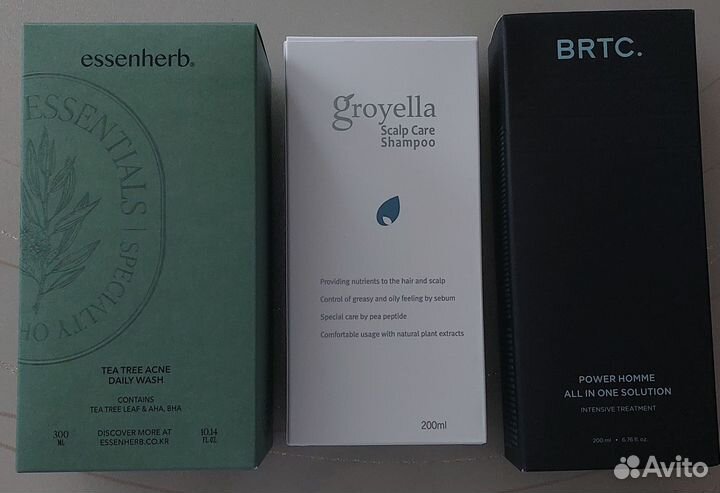 essenherb®
ESSENTIALS | SPECIALTY OF
TEA TREE ACNE
DAILY WASH
CONTAINS
TEA TREE LEAF & AHA, BHA
300
ML
DISCOVER MORE AT
ESSENHERB.CO.KR
10.14
FL.OZ.
groyella
Scalp Care
Shampoo
Providing nutrients to the hair and scalp
Control of greasy and oily feeling by sebum
Special care by pea peptide
Comfortable usage with natural plant extracts
200ml
BRTC.
POWER HOMME
ALL IN ONE SOLUTION
INTENSIVE TREATMENT
200 ml • 6.76 fl. oz.
Avito